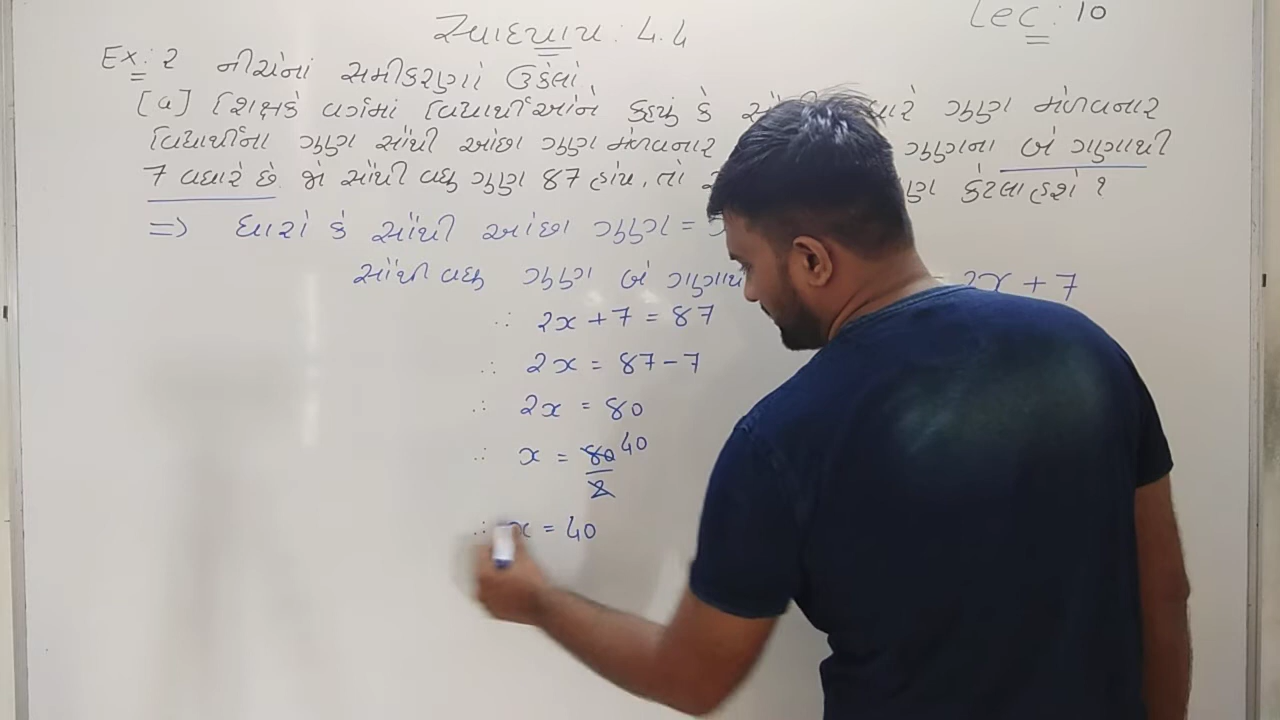 સ્વાધ્યાય : 4.4
Lec : 10
Ex : 2 નીચેનાં સમીકરણો ઉકેલો
[a] શિક્ષકે વર્ગમાં વિદ્યાર્થીઓને કહ્યું કે ગુણ મેળવનાર
વિદ્યાર્થીના ગુણ સૌથી ઓછા ગુણ મેળવનાર ગુણના બે ગણાથી
7 વધારે છે. જો સૌથી વધુ ગુણ 87 હોય, તો કેટલા હશે ?
⇒ ધારો કે સૌથી ઓછા ગુણ =
સૌથી વધુ ગુણ બે = 2x + 7
∴ 2x + 7 = 87
∴ 2x = 87 - 7
∴ 2x = 80
∴ x = 80/2 40
∴ x = 40